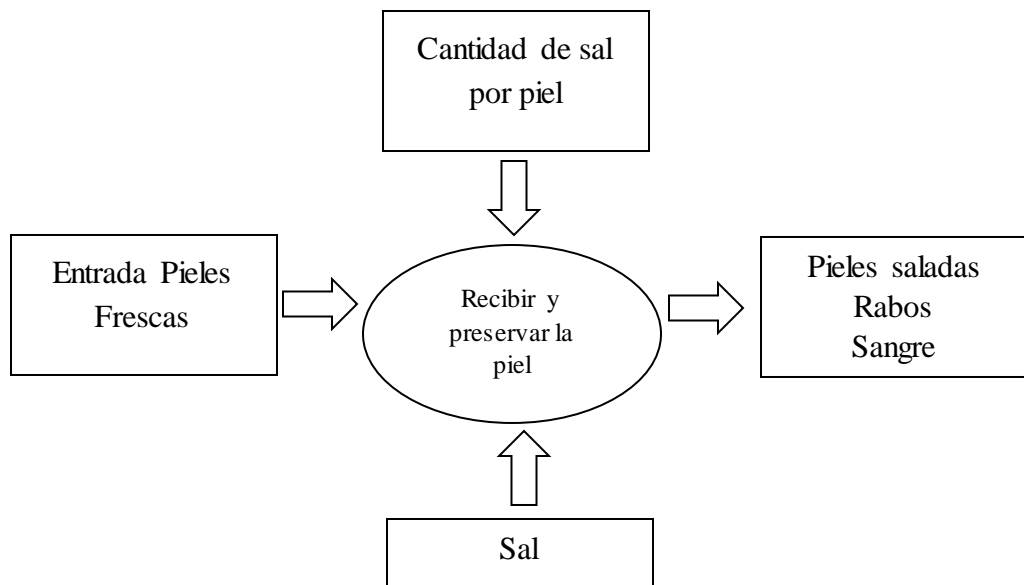 Cantidad de sal
por piel
Entrada Pieles
Frescas
Recibir y
preservar la
piel
Pieles saladas
Rabos
Sangre
Sal